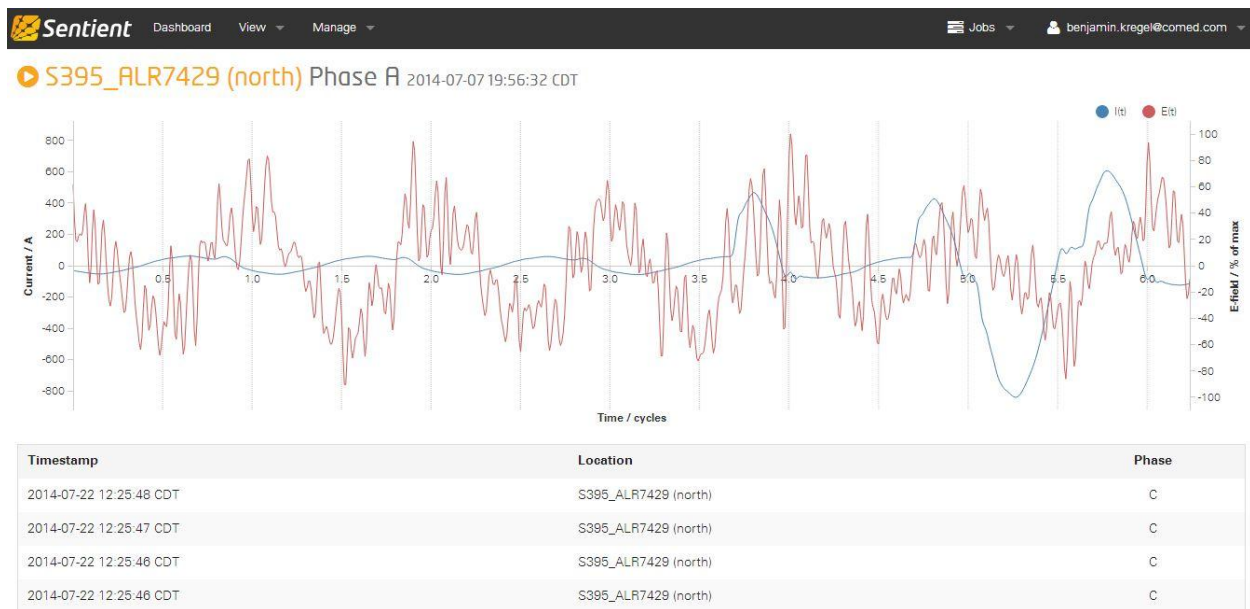 Sentient Dashboard View Manage Jobs benjamin.kregel@comed.com
S395_ALR7429 (north) Phase A 2014-07-07 19:56:32 CDT
I(t) E(t)
800
600
400
200
0
-200
-400
-600
-800
Current / A
0.5 1.0 1.5 2.0 2.5 3.0 3.5 4.0 4.5 5.0 5.5 6.0
100
80
60
40
20
0
-20
-40
-60
-80
-100
E-field / % of max
Time / cycles
Timestamp Location Phase
2014-07-22 12:25:48 CDT S395_ALR7429 (north) C
2014-07-22 12:25:47 CDT S395_ALR7429 (north) C
2014-07-22 12:25:46 CDT S395_ALR7429 (north) C
2014-07-22 12:25:46 CDT S395_ALR7429 (north) C